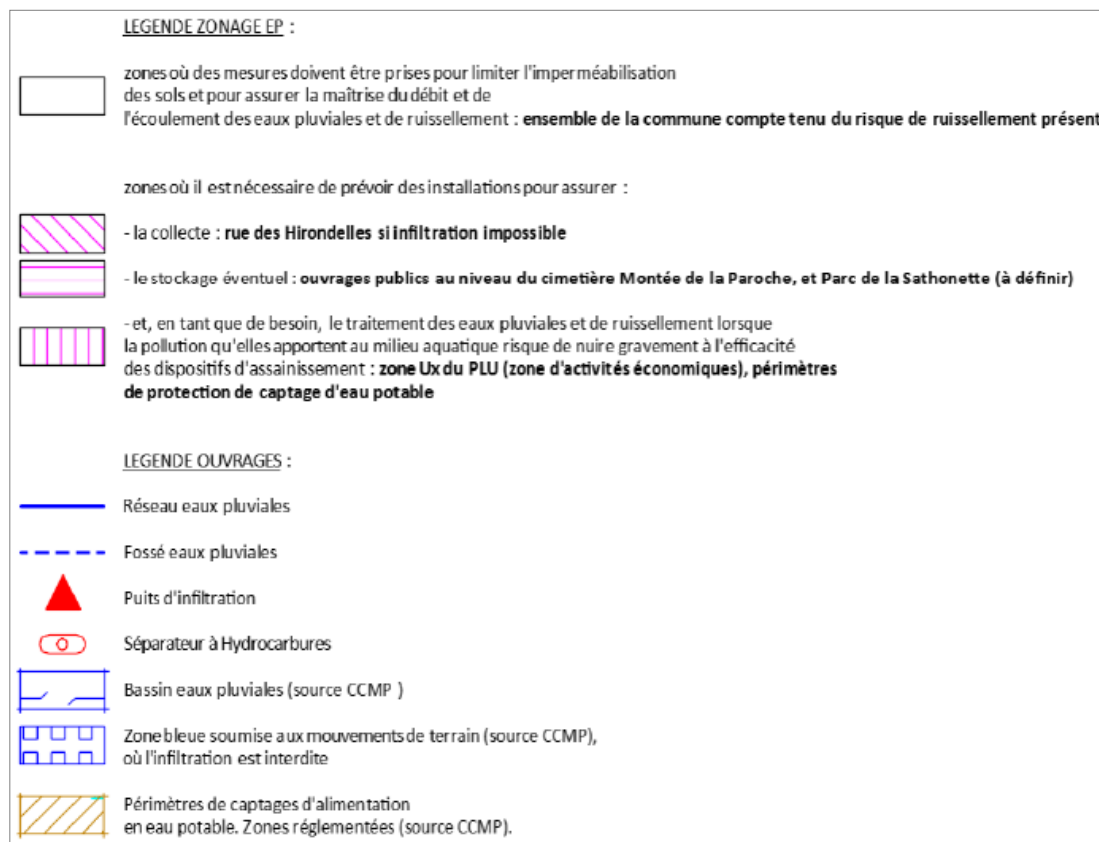 LEGENDE ZONAGE EP :
zones où des mesures doivent être prises pour limiter l'imperméabilisation
des sols et pour assurer la maîtrise du débit et de
l'écoulement des eaux pluviales et de ruissellement : ensemble de la commune compte tenu du risque de ruissellement présent
zones où il est nécessaire de prévoir des installations pour assurer :
- la collecte : rue des Hirondelles si infiltration impossible
- le stockage éventuel : ouvrages publics au niveau du cimetière Montée de la Paroche, et Parc de la Sathonette (à définir)
- et, en tant que de besoin, le traitement des eaux pluviales et de ruissellement lorsque
la pollution qu'elles apportent au milieu aquatique risque de nuire gravement à l'efficacité
des dispositifs d'assainissement : zone Ux du PLU (zone d'activités économiques), périmètres
de protection de captage d'eau potable
LEGENDE OUVRAGES :
Réseau eaux pluviales
Fossé eaux pluviales
Puits d'infiltration
Séparateur à Hydrocarbures
Bassin eaux pluviales (source CCMP )
Zone bleue soumise aux mouvements de terrain (source CCMP),
où l'infiltration est interdite
Périmètres de captages d'alimentation
en eau potable. Zones réglementées (source CCMP).